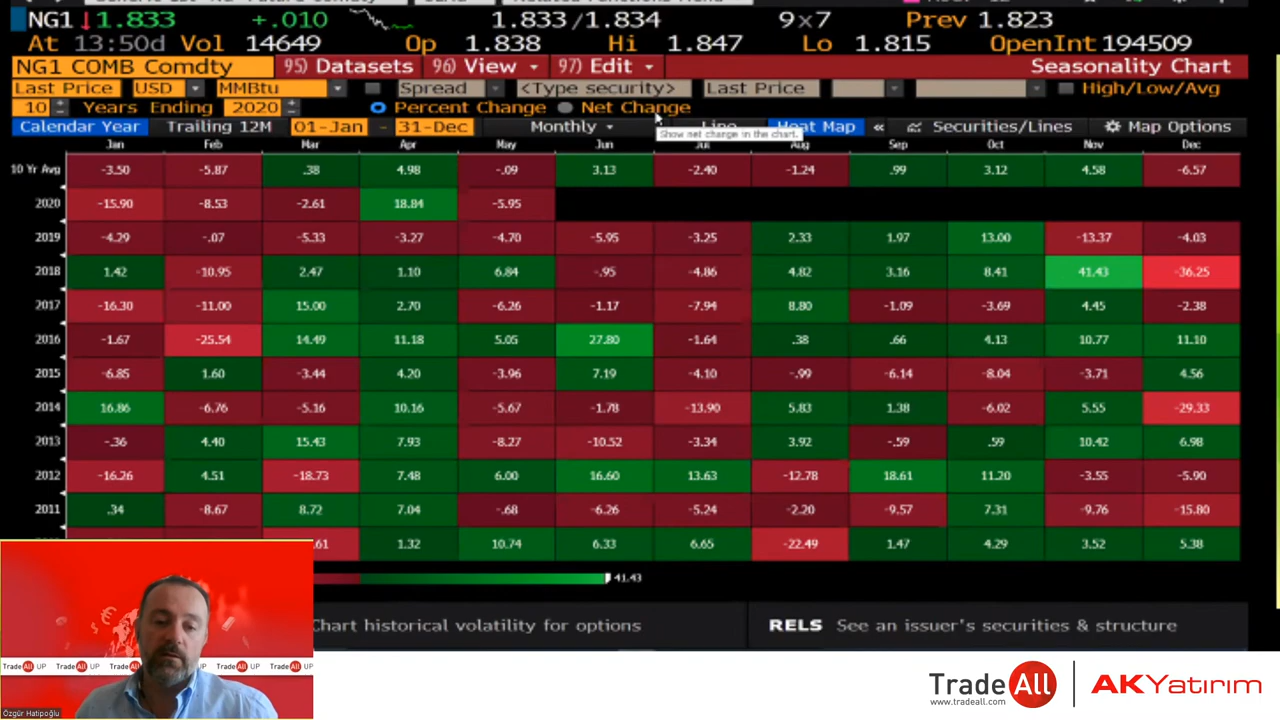 NG1 1.833 +.010 1.833/1.834 9×7 Prev 1.823
At 13:50d Vol 14649 Op 1.838 Hi 1.847 Lo 1.815 OpenInt 194509
NG1 COMB Comdty 95) Datasets 96) View 97) Edit Seasonality Chart
Last Price USD MMBtu Spread <Type security> Last Price High/Low/Avg
10 Years Ending 2020 Percent Change Net Change
Show net change in the chart.
Calendar Year Trailing 12M 01-Jan - 31-Dec Monthly Line Heat Map « Securities/Lines Map Options
Jan Feb Mar Apr May Jun Jul Aug Sep Oct Nov Dec
10 Yr Avg -3.50 -5.87 .38 4.98 -.09 3.13 -2.40 -1.24 .99 3.12 4.58 -6.57
2020 -15.90 -8.53 -2.61 18.84 -5.95
2019 -4.29 -.07 -5.33 -3.27 -4.70 -5.95 -3.25 2.33 1.97 13.00 -13.37 -4.03
2018 1.42 -10.95 2.47 1.10 6.84 -.95 -4.86 4.82 3.16 8.41 41.43 -36.25
2017 -16.30 -11.00 15.00 2.70 -6.26 -1.17 -7.94 8.80 -1.09 -3.69 4.45 -2.38
2016 -1.67 -25.54 14.49 11.18 5.05 27.80 -1.64 .38 .66 4.13 10.77 11.10
2015 -6.85 1.60 -3.44 4.20 -3.96 7.19 -4.10 -.99 -6.14 -8.04 -3.71 4.56
2014 16.86 -6.76 -5.16 10.16 -5.67 -1.78 -13.90 5.83 1.38 -6.02 5.55 -29.33
2013 -.36 4.40 15.43 7.93 -8.27 -10.52 -3.34 3.92 -.59 .59 10.42 6.98
2012 -16.26 4.51 -18.73 7.48 6.00 16.60 13.63 -12.78 18.61 11.20 -3.55 -5.90
2011 .34 -8.67 8.72 7.04 -.68 -6.26 -5.24 -2.20 -9.57 7.31 -9.76 -15.80
.61 1.32 10.74 6.33 6.65 -22.49 1.47 4.29 3.52 5.38
41.43
Chart historical volatility for options RELS See an issuer's securities & structure
TradeAll UP TradeAll UP TradeAll UP TradeAll UP
Özgür Hatipoğlu
Trade All
www.tradeall.com
AKYatırım